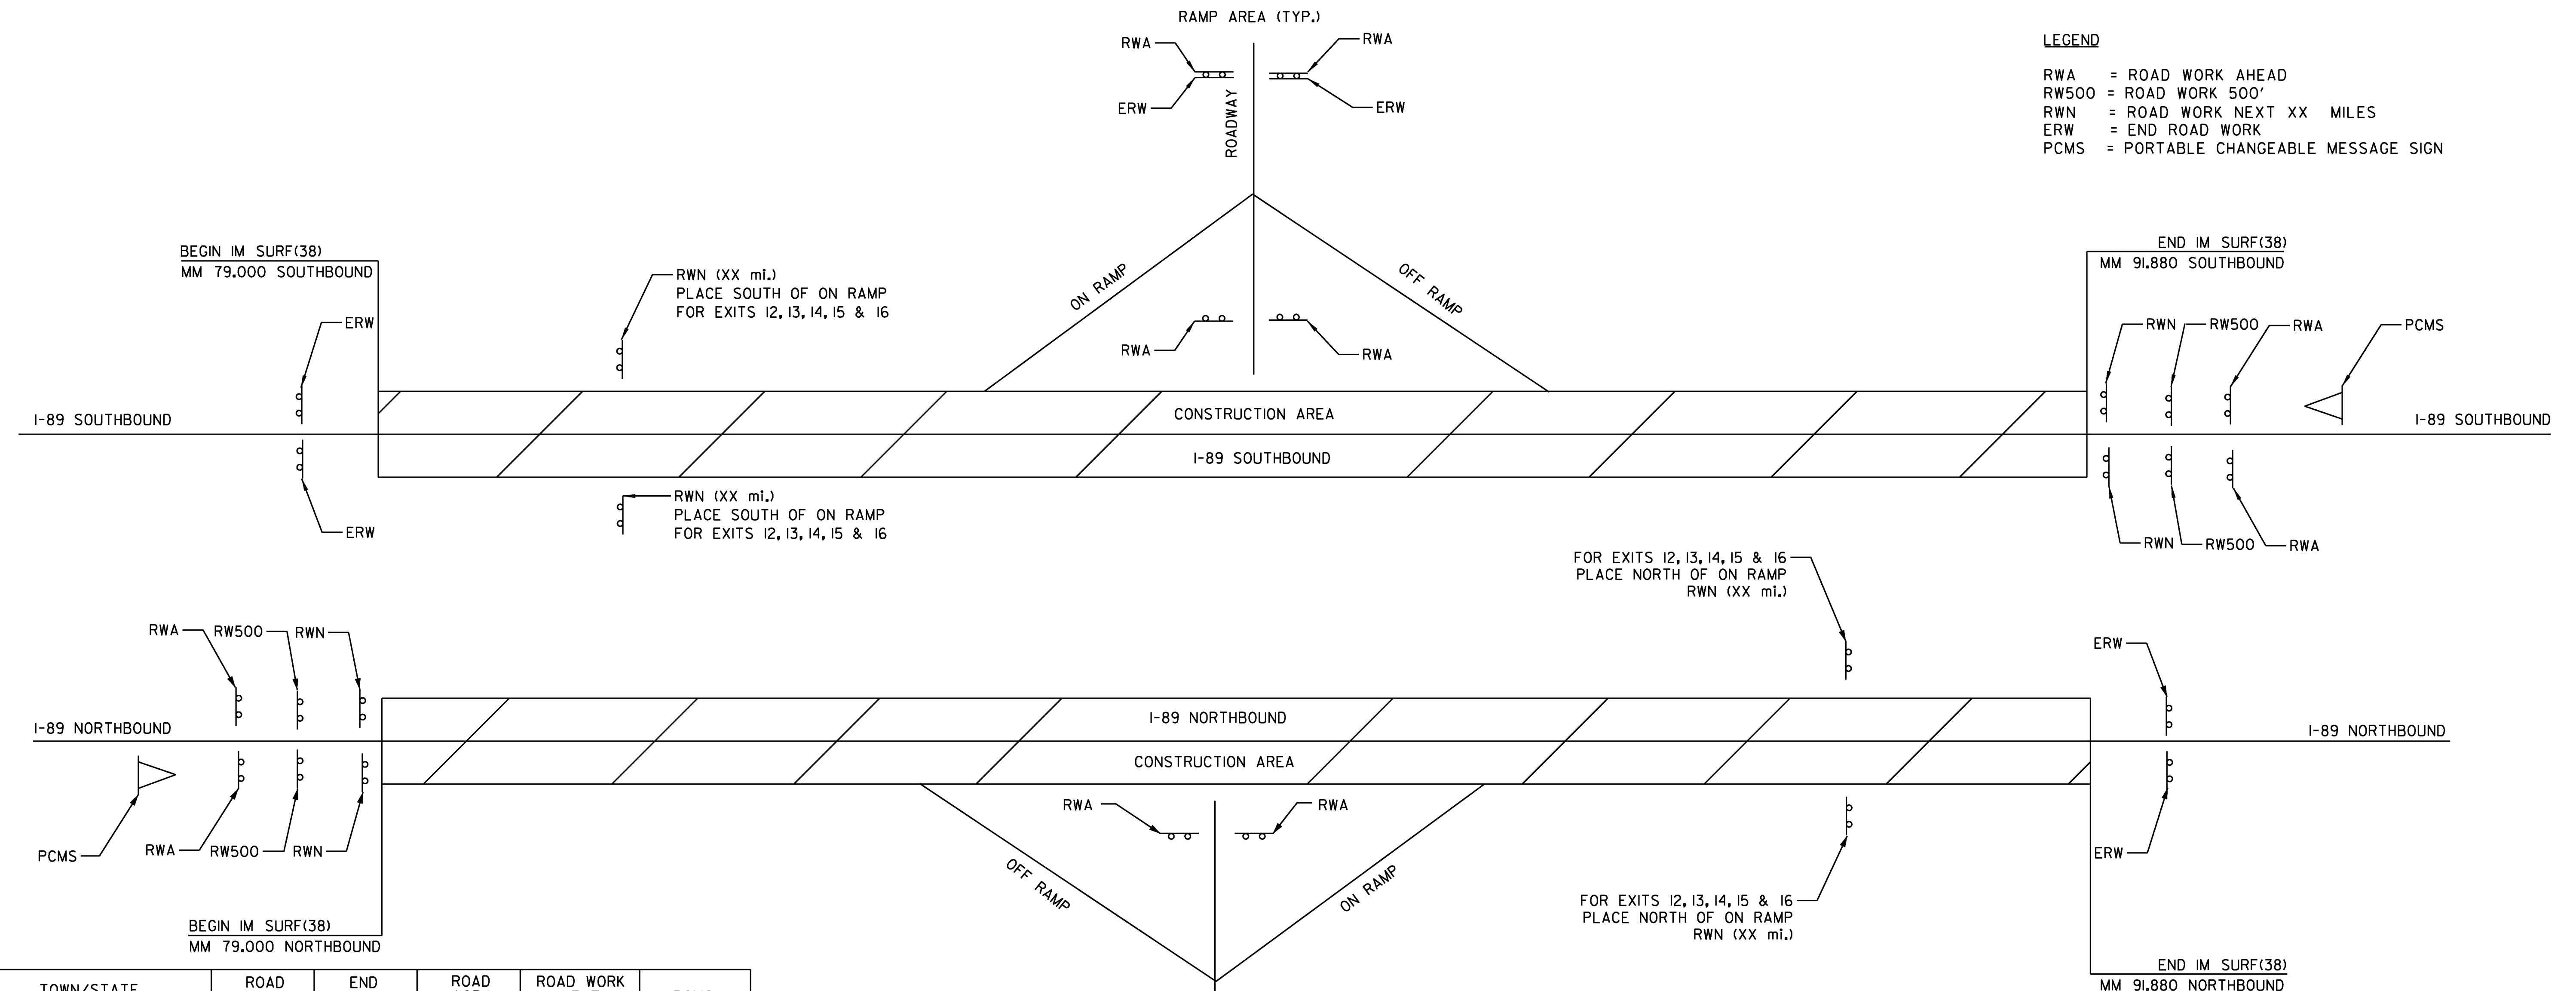 RAMP AREA (TYP.)
RWA
RWA
ERW
ERW
ROADWAY
LEGEND
RWA = ROAD WORK AHEAD
RW500 = ROAD WORK 500'
RWN = ROAD WORK NEXT XX MILES
ERW = END ROAD WORK
PCMS = PORTABLE CHANGEABLE MESSAGE SIGN
BEGIN IM SURF(38)
MM 79.000 SOUTHBOUND
RWN (XX mi.)
PLACE SOUTH OF ON RAMP
FOR EXITS 12, 13, 14, 15 & 16
ON RAMP
OFF RAMP
END IM SURF(38)
MM 91.880 SOUTHBOUND
ERW
RWA
RWA
RWN
RW500
RWA
PCMS
I-89 SOUTHBOUND
CONSTRUCTION AREA
I-89 SOUTHBOUND
I-89 SOUTHBOUND
ERW
RWN (XX mi.)
PLACE SOUTH OF ON RAMP
FOR EXITS 12, 13, 14, 15 & 16
RWN
RW500
RWA
FOR EXITS 12, 13, 14, 15 & 16
PLACE NORTH OF ON RAMP
RWN (XX mi.)
RWA
RW500
RWN
ERW
I-89 NORTHBOUND
I-89 NORTHBOUND
CONSTRUCTION AREA
I-89 NORTHBOUND
PCMS
RWA
RW500
RWN
RWA
RWA
ERW
OFF RAMP
ON RAMP
FOR EXITS 12, 13, 14, 15 & 16
PLACE NORTH OF ON RAMP
RWN (XX mi.)
BEGIN IM SURF(38)
MM 79.000 NORTHBOUND
END IM SURF(38)
MM 91.880 NORTHBOUND
TOWN/STATE
ROAD
END
ROAD
ROAD WORK